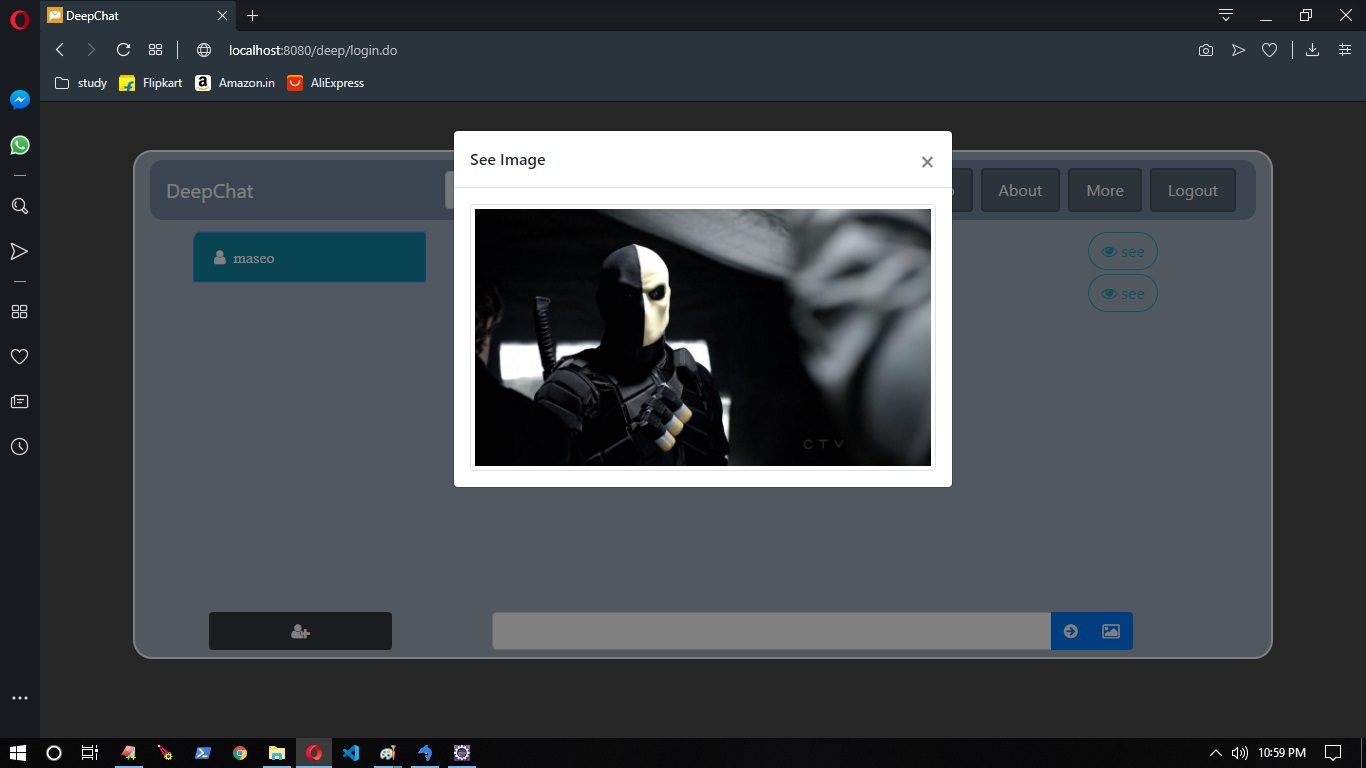 DeepChat
localhost:8080/deep/login.do
study
Flipkart
Amazon.in
AliExpress
See Image
×
DeepChat
About
More
Logout
maseo
see
see
CTV
10:59 PM